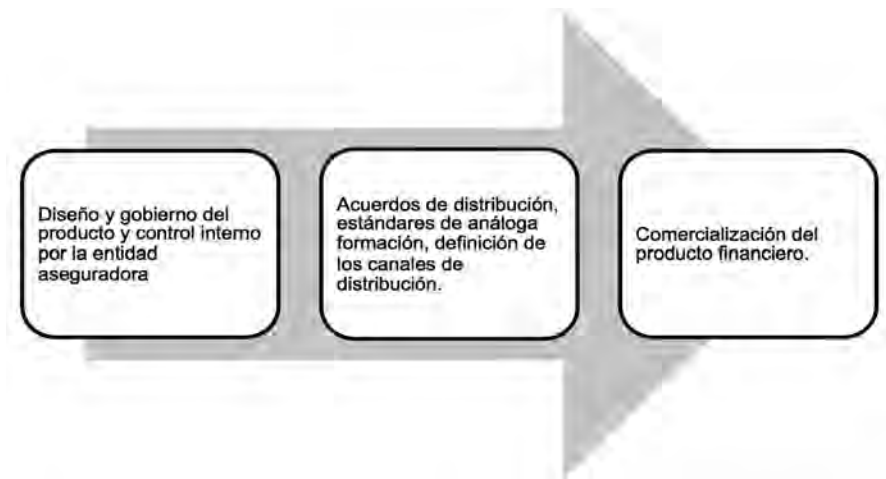 Diseño y gobierno del
producto y control interno
por la entidad
aseguradora
Acuerdos de distribución,
estándares de análoga
formación, definición de
los canales de
distribución.
Comercialización del
producto financiero.